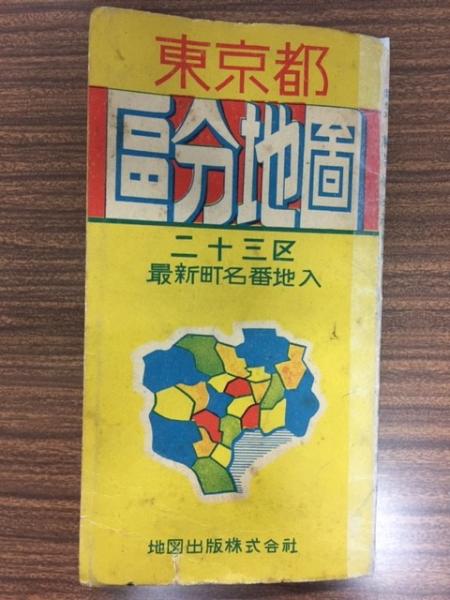 東京都
區分地圖
二十三区
最新町名番地入
地図出版株式会社